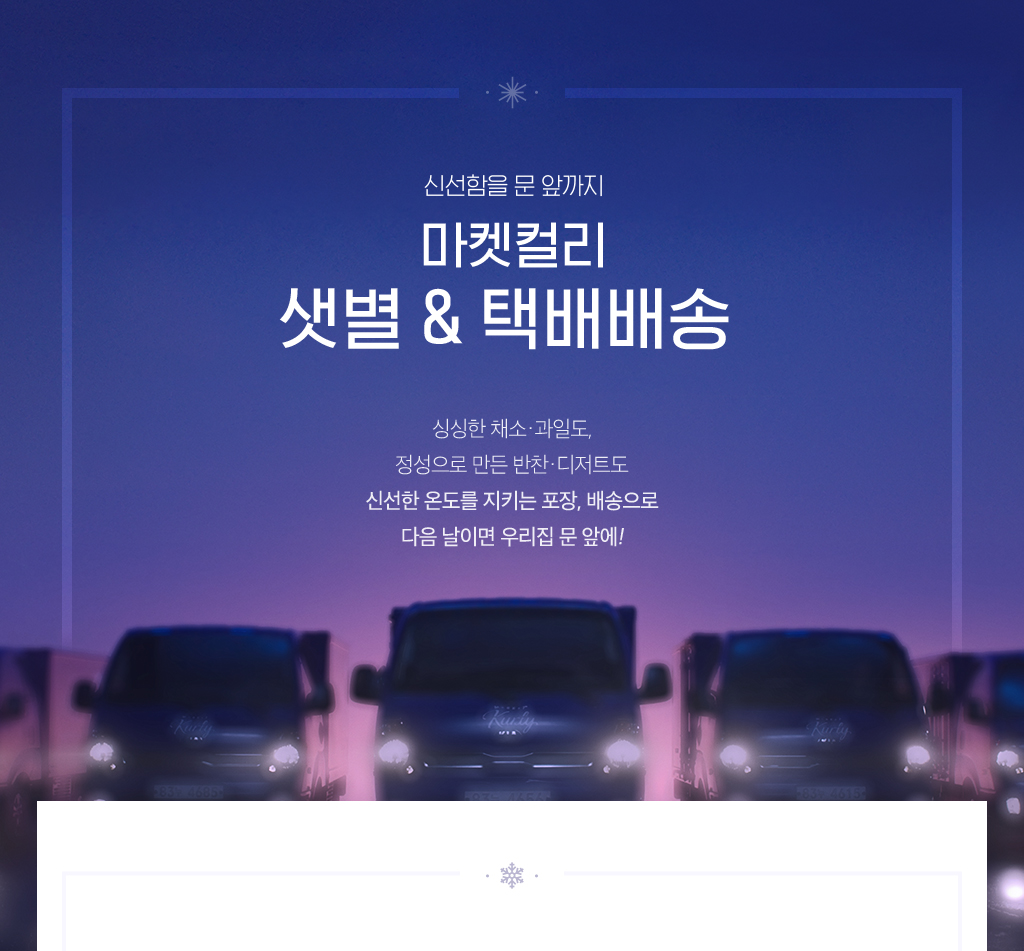 신선함을 문 앞까지
마켓컬리
샛별 & 택배배송
싱싱한 채소·과일도,
정성으로 만든 반찬·디저트도
신선한 온도를 지키는 포장, 배송으로
다음 날이면 우리집 문 앞에!
Kurly
Kurly
Kurly